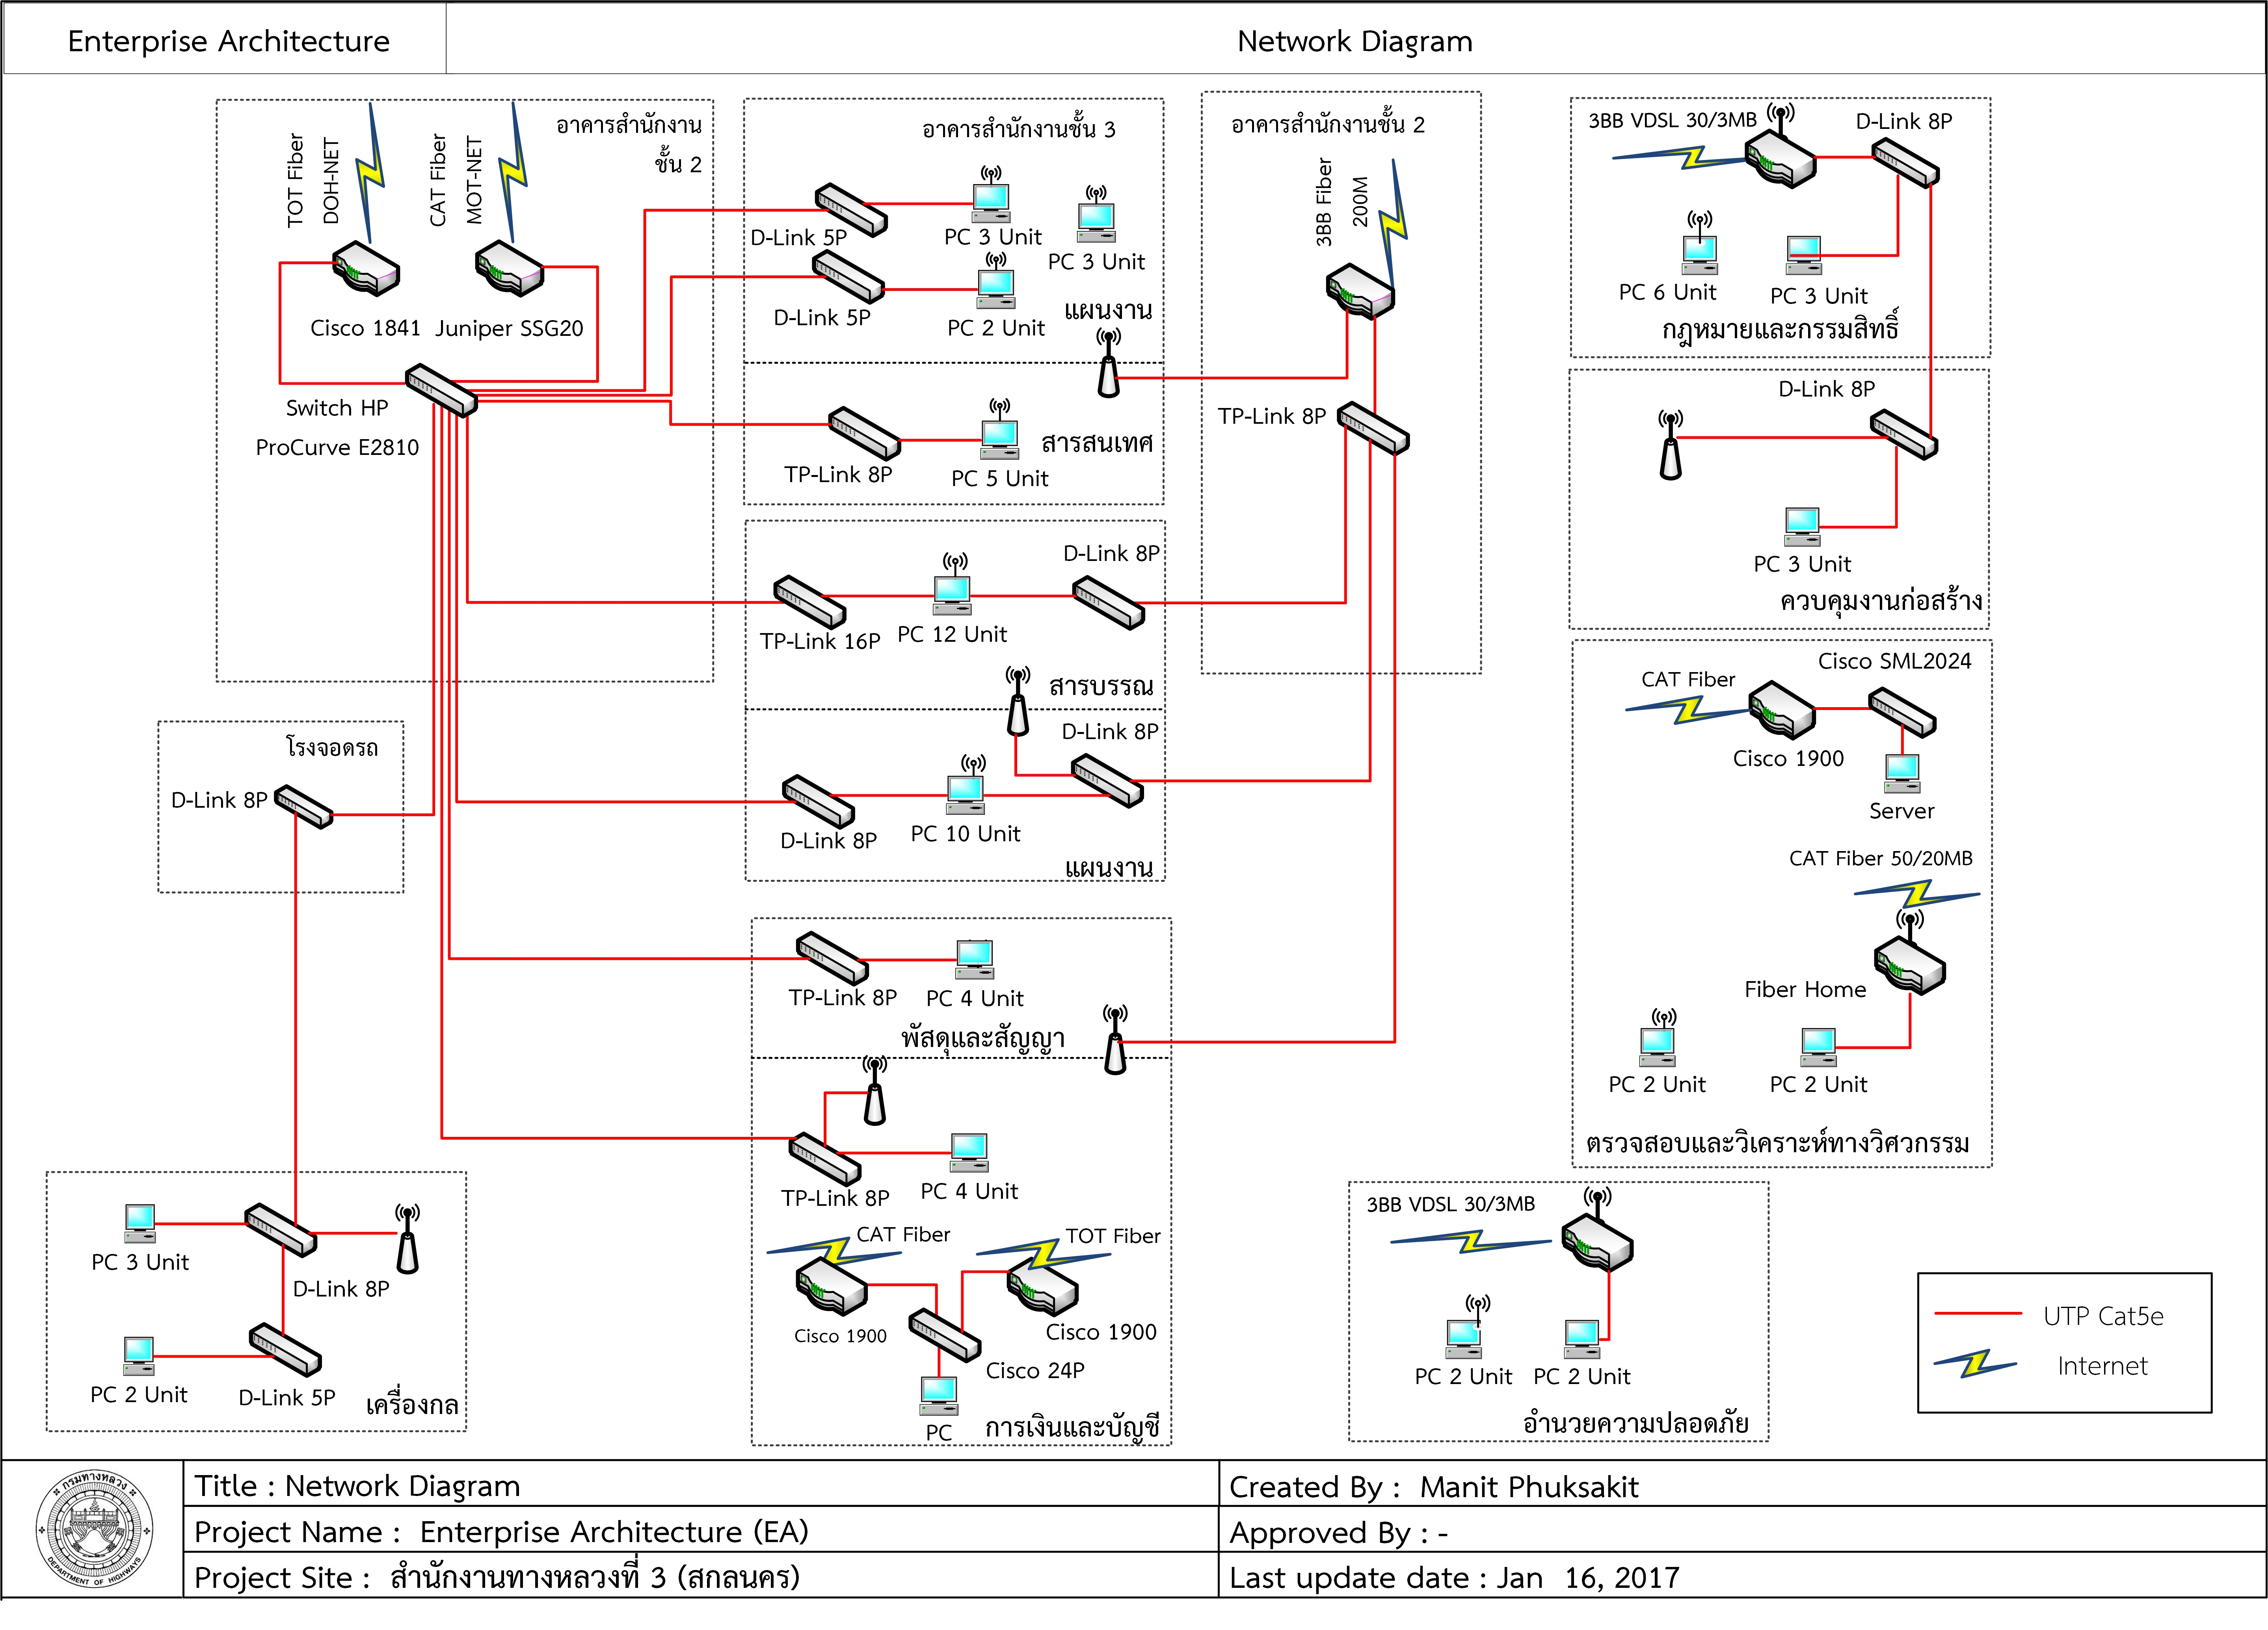 Enterprise Architecture
Network Diagram
TOT Fiber
DOH-NET
CAT Fiber
MOT-NET
อาคารสำนักงาน
ชั้น 2
Cisco 1841
Juniper SSG20
Switch HP
ProCurve E2810
อาคารสำนักงานชั้น 3
D-Link 5P
PC 3 Unit
PC 3 Unit
D-Link 5P
PC 2 Unit
แผนงาน
TP-Link 8P
PC 5 Unit
สารสนเทศ
อาคารสำนักงานชั้น 2
3BB Fiber
200M
TP-Link 8P
3BB VDSL 30/3MB
D-Link 8P
PC 6 Unit
PC 3 Unit
กฎหมายและกรรมสิทธิ์
D-Link 8P
PC 3 Unit
ควบคุมงานก่อสร้าง
D-Link 8P
TP-Link 16P
PC 12 Unit
สารบรรณ
D-Link 8P
D-Link 8P
PC 10 Unit
แผนงาน
โรงจอดรถ
D-Link 8P
CAT Fiber
Cisco SML2024
Cisco 1900
Server
CAT Fiber 50/20MB
Fiber Home
PC 2 Unit
PC 2 Unit
ตรวจสอบและวิเคราะห์ทางวิศวกรรม
TP-Link 8P
PC 4 Unit
พัสดุและสัญญา
TP-Link 8P
PC 4 Unit
CAT Fiber
TOT Fiber
Cisco 1900
Cisco 1900
Cisco 24P
PC
การเงินและบัญชี
PC 3 Unit
D-Link 8P
PC 2 Unit
D-Link 5P
เครื่องกล
3BB VDSL 30/3MB
PC 2 Unit
PC 2 Unit
อำนวยความปลอดภัย
UTP Cat5e
Internet
กรมทางหลวง
DEPARTMENT OF HIGHWAYS
Title : Network Diagram
Created By : Manit Phuksakit
Project Name : Enterprise Architecture (EA)
Approved By : -
Project Site : สำนักงานทางหลวงที่ 3 (สกลนคร)
Last update date : Jan 16, 2017